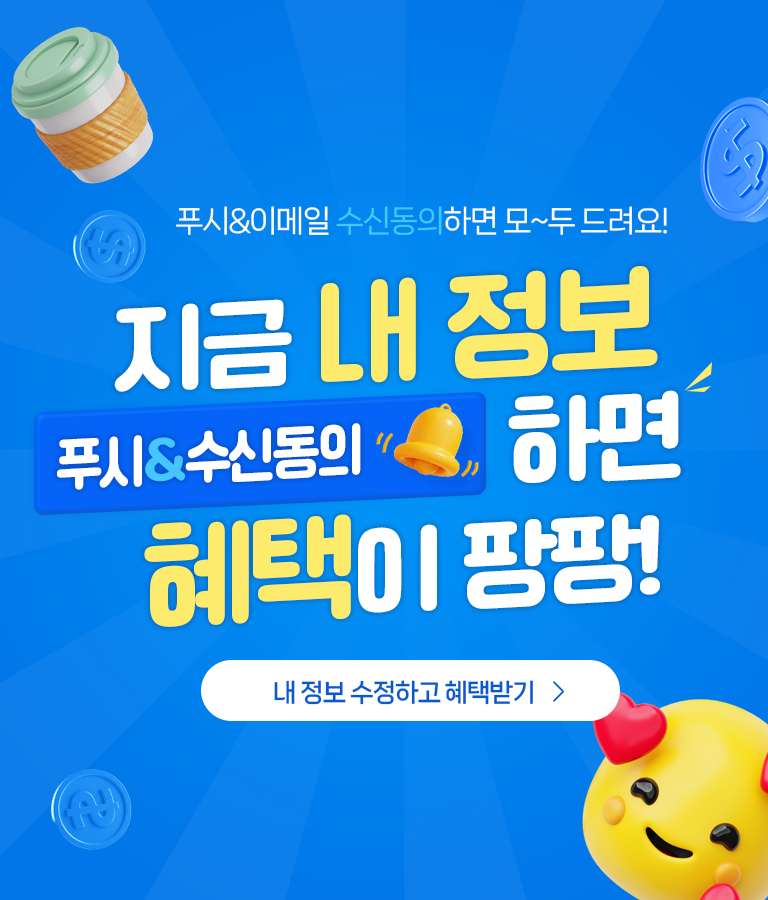 푸시&이메일 수신동의하면 모~두 드려요!
지금 내 정보
푸시&수신동의 하면
혜택이 팡팡!
내 정보 수정하고 혜택받기 >